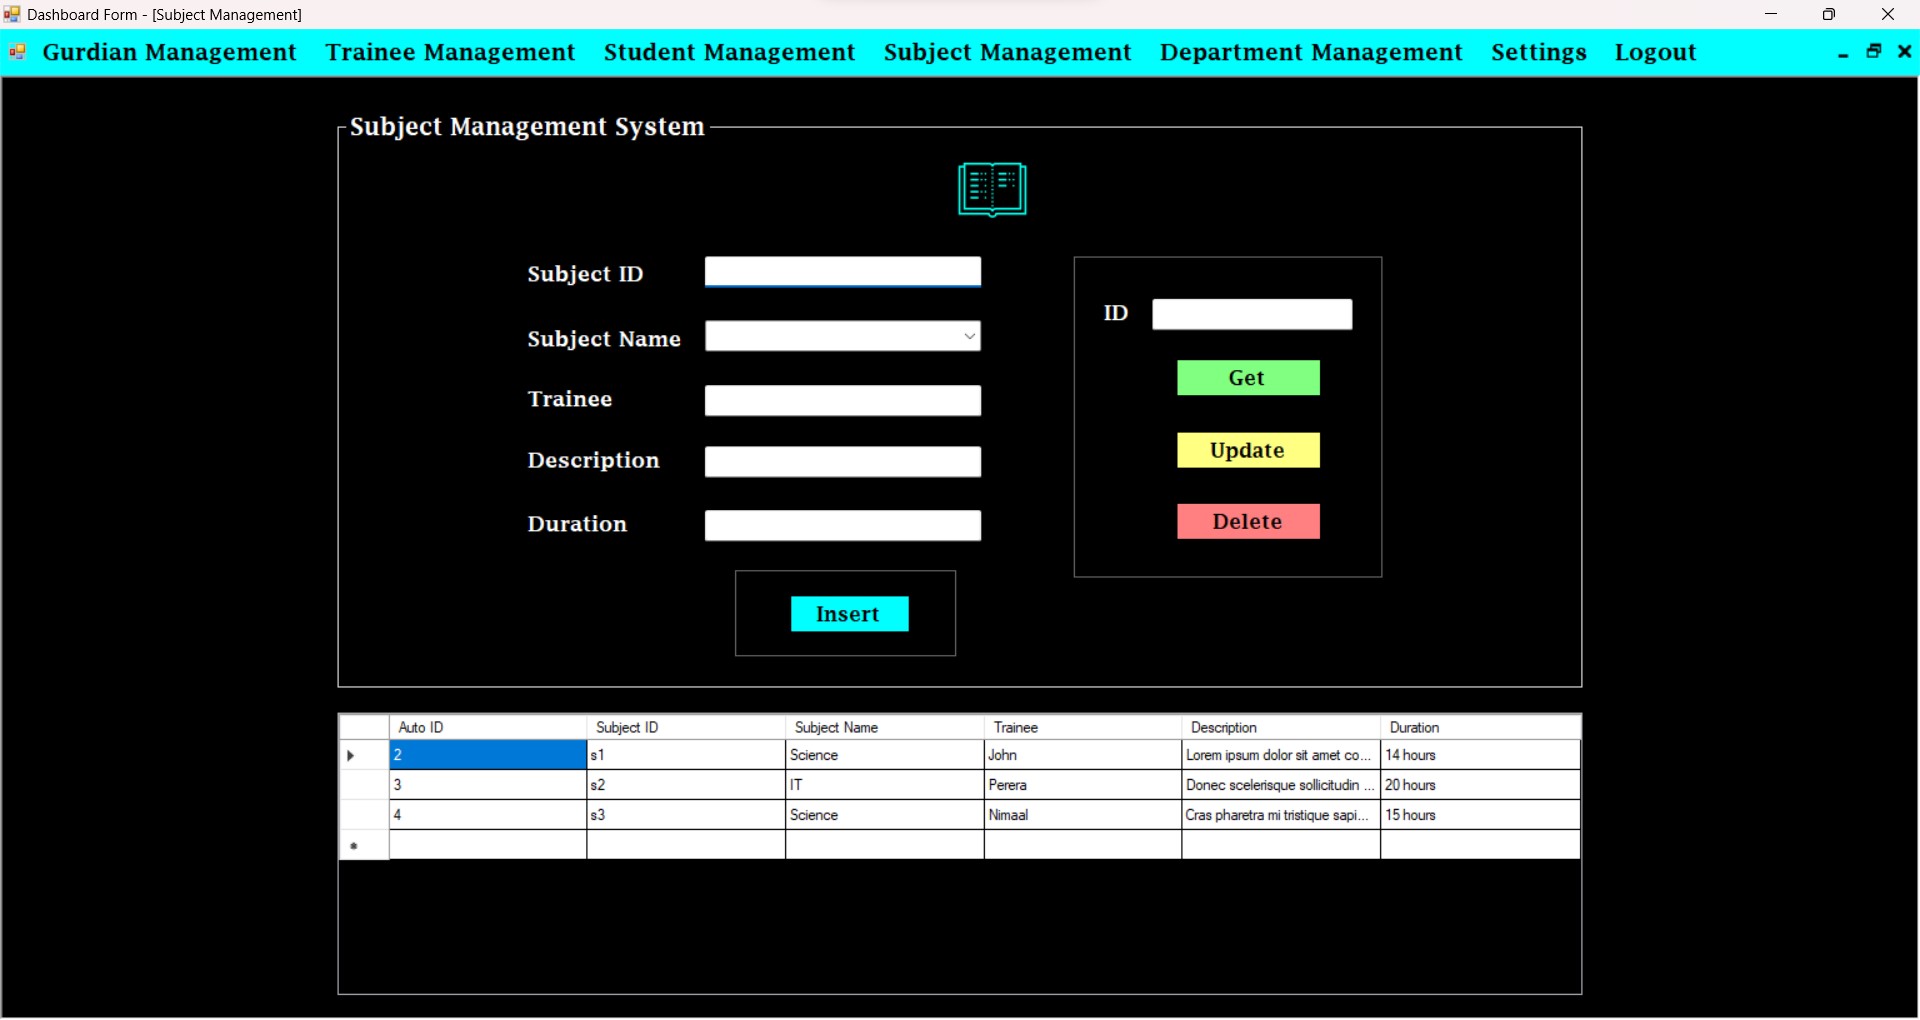 Dashboard Form - [Subject Management]
Gurdian Management Trainee Management Student Management Subject Management Department Management Settings Logout
Subject Management System
Subject ID
ID
Subject Name
Get
Trainee
Update
Description
Delete
Duration
Insert
Auto ID Subject ID Subject Name Trainee Description Duration
2 s1 Science John Lorem ipsum dolor sit amet co... 14 hours
3 s2 IT Perera Donec scelerisque sollicitudin ... 20 hours
4 s3 Science Nimaal Cras pharetra mi tristique sapi... 15 hours